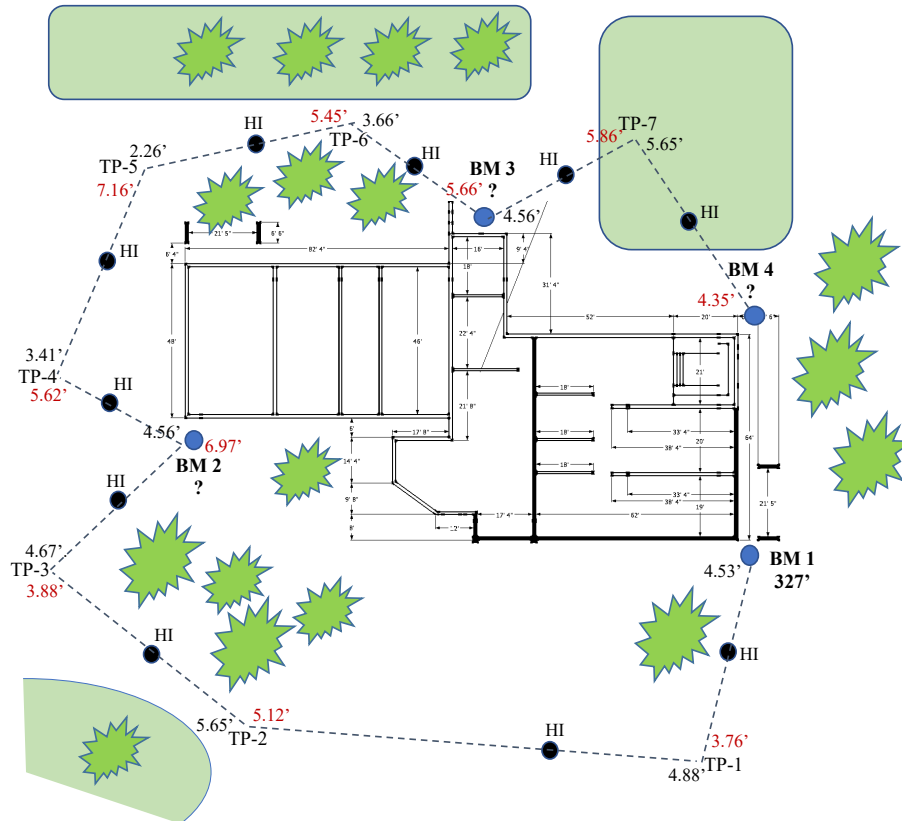 HI
5.45’
3.66’
TP-6
TP-7
5.86’
5.65’
2.26’
TP-5
7.16’
HI
BM 3
?
5.66’
4.56’
HI
HI
21' 5"
6' 6"
6' 4"
82' 4"
16'
9' 4"
18'
31' 4"
HI
BM 4
?
4.35’
48'
46'
22' 4"
52'
20'
6"
3.41’
TP-4
5.62’
HI
21'
18'
21' 8"
33' 4"
38' 4"
20'
64'
4.56’
6.97’
BM 2
?
6'
17' 8"
14' 4"
18'
18'
9' 8"
33' 4"
38' 4"
19'
21' 5"
HI
8'
12'
17' 4"
62'
4.67’
TP-3
3.88’
4.53’
BM 1
327’
HI
HI
5.65’
5.12’
TP-2
HI
3.76’
4.88’
TP-1